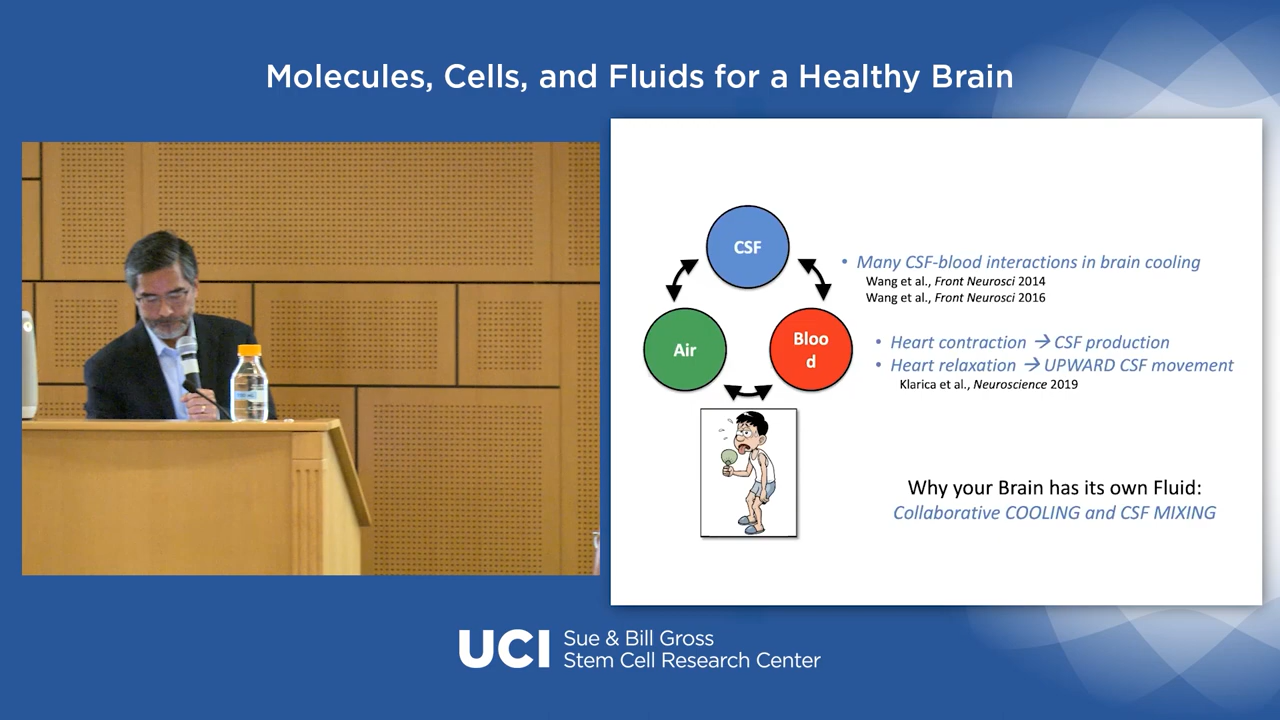 Molecules, Cells, and Fluids for a Healthy Brain
CSF
Air
Bloo
d
• Many CSF-blood interactions in brain cooling
Wang et al., Front Neurosci 2014
Wang et al., Front Neurosci 2016
• Heart contraction → CSF production
• Heart relaxation → UPWARD CSF movement
Klarica et al., Neuroscience 2019
Why your Brain has its own Fluid:
Collaborative COOLING and CSF MIXING
UCI
Sue & Bill Gross
Stem Cell Research Center